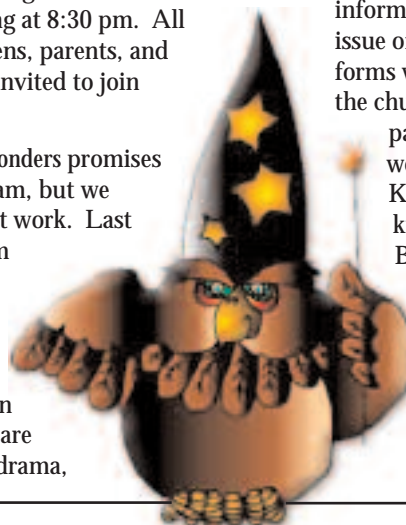 ng at 8:30 pm. All
ens, parents, and
invited to join
onders promises
am, but we
t work. Last
m
n
are
drama,
inform
issue o
forms w
the chu
pa
we
K
k
B